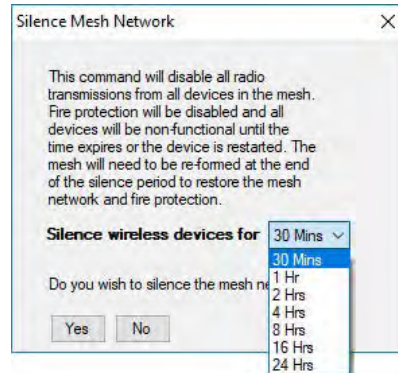 Silence Mesh Network
This command will disable all radio
transmissions from all devices in the mesh.
Fire protection will be disabled and all
devices will be non-functional until the
time expires or the device is restarted. The
mesh will need to be re-formed at the end
of the silence period to restore the mesh
network and fire protection.
Silence wireless devices for 30 Mins
30 Mins
1 Hr
2 Hrs
4 Hrs
8 Hrs
16 Hrs
24 Hrs
Do you wish to silence the mesh ne
Yes No